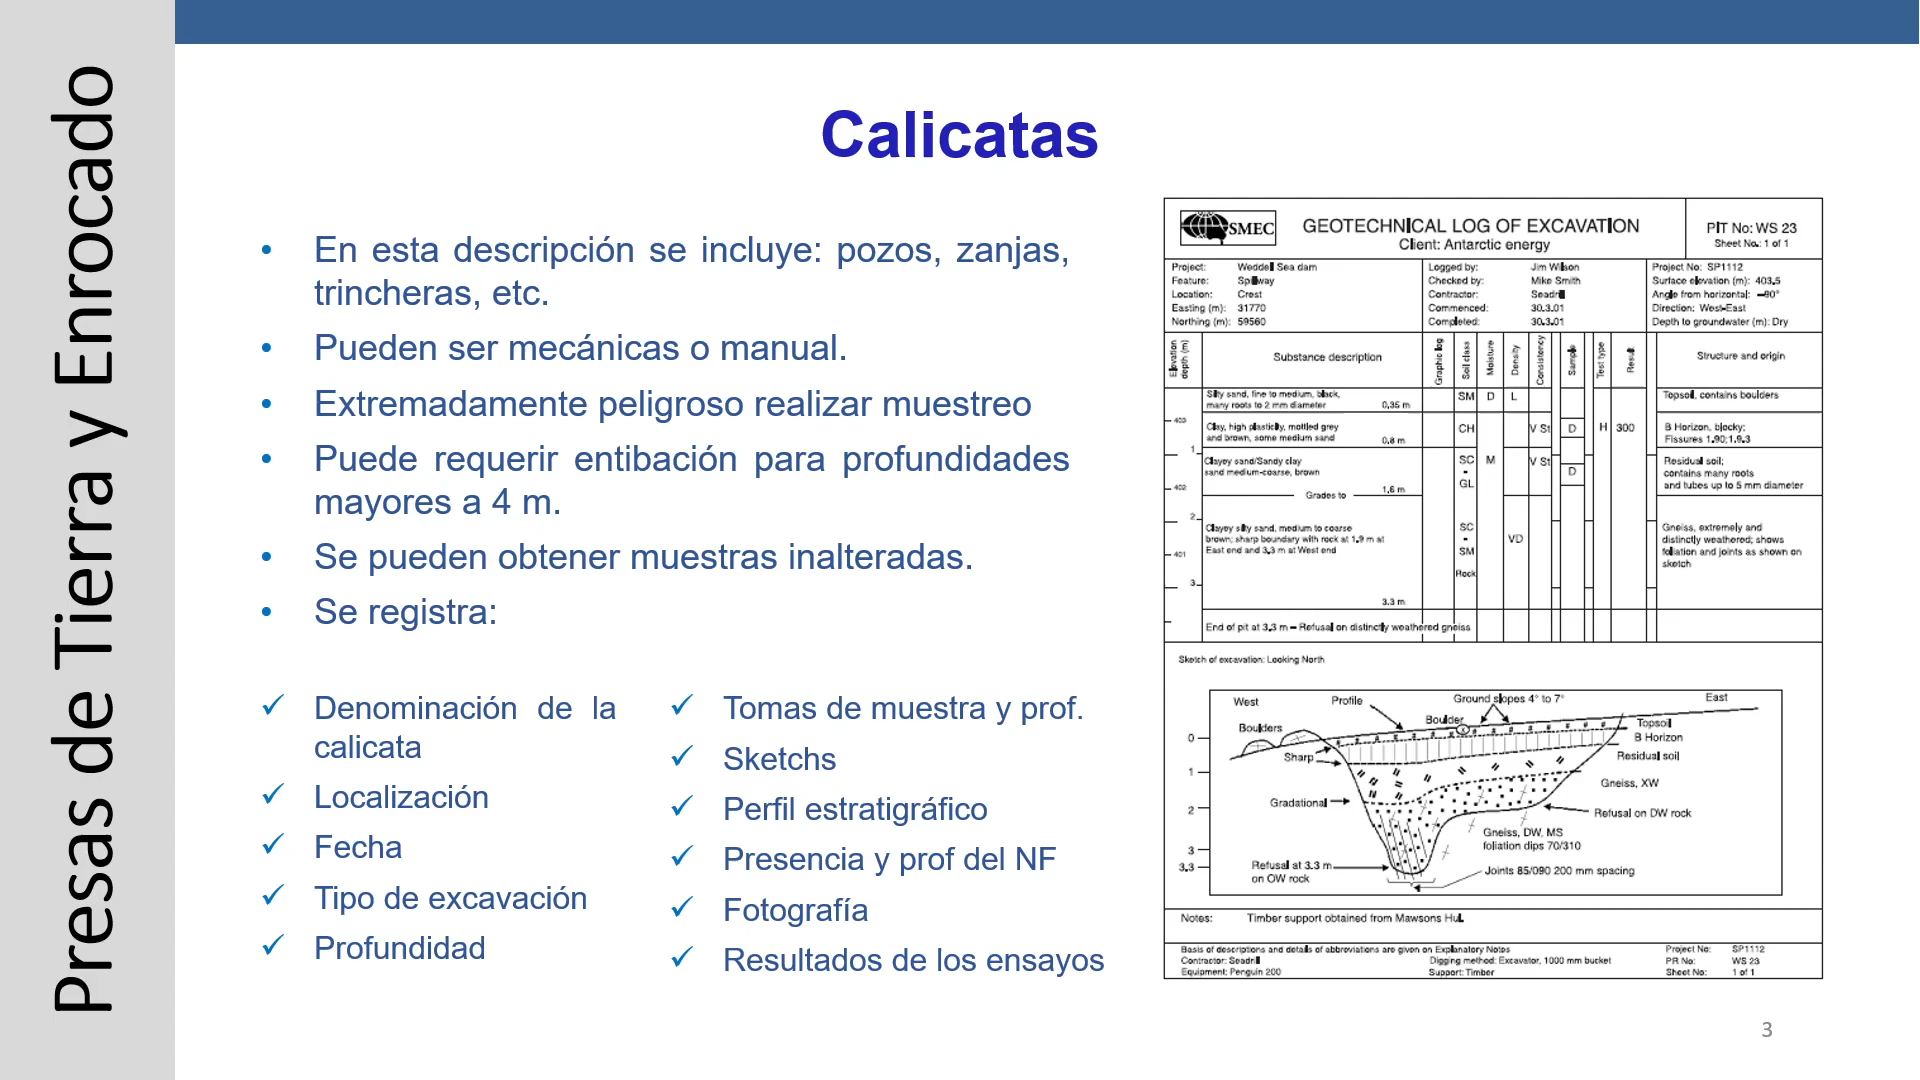 Presas de Tierra y Enrocado
Calicatas
• En esta descripción se incluye: pozos, zanjas,
trincheras, etc.
• Pueden ser mecánicas o manual.
• Extremadamente peligroso realizar muestreo
• Puede requerir entibación para profundidades
mayores a 4 m.
• Se pueden obtener muestras inalteradas.
• Se registra:
✓ Denominación de la
calicata
✓ Localización
✓ Fecha
✓ Tipo de excavación
✓ Profundidad
✓ Tomas de muestra y prof.
✓ Sketchs
✓ Perfil estratigráfico
✓ Presencia y prof del NF
✓ Fotografía
✓ Resultados de los ensayos
SMEC
GEOTECHNICAL LOG OF EXCAVATION
Client: Antarctic energy
PIT No: WS 23
Sheet No.: 1 of 1
Project: Weddell Sea dam
Feature: Spillway
Location: Crest
Easting (m): 31770
Northing (m): 59560
Logged by: Jim Wilson
Checked by: Mike Smith
Contractor: Seadrill
Commenced: 30.3.01
Completed: 30.3.01
Project No: SP1112
Surface elevation (m): 403.5
Angle from horizontal: –90°
Direction: West-East
Depth to groundwater (m): Dry
Elevation
depth (m)
Substance description
Graphic log
Soil class
Moisture
Density
Consistency
Sample
Test type
Result
Structure and origin
Silty sand, fine to medium, black,
many roots to 2 mm diameter 0,35 m
SM D L
Topsoil, contains boulders
403
Clay, high plasticity, mottled grey
and brown, some medium sand 0,8 m
CH V St D H 300
B Horizon, blocky;
Fissures 1.90;1.9.3
1
Clayey sand/Sandy clay
sand medium-coarse, brown
1,6 m
SC
-
GL
M V St
D
Residual soil;
contains many roots
and tubes up to 5 mm diameter
402
Grades to
2
Clayey silty sand, medium to coarse
brown; sharp boundary with rock at 1.9 m at
East end and 3.3 m at West end
SC
-
SM
Rock
VD
Gneiss, extremely and
distinctly weathered; shows
foliation and joints as shown on
sketch
401
3
3.3 m
End of pit at 3.3 m – Refusal on distinctly weathered gneiss
Sketch of excavation: Looking North
West
Profile
Ground slopes 4° to 7°
East
Boulders
Boulder
Topsoil
B Horizon
Sharp
Residual soil
Gneiss, XW
Gradational
Refusal on DW rock
Gneiss, DW, MS
foliation dips 70/310
Refusal at 3.3 m
on OW rock
Joints 85/090 200 mm spacing
0
1
2
3
3.3
Notes: Timber support obtained from Mawsons Hut.
Basis of descriptions and details of abbreviations are given on Explanatory Notes
Contractor: Seadrill
Equipment: Penguin 200
Digging method: Excavator, 1000 mm bucket
Support: Timber
Project No: SP1112
PR No: WS 23
Sheet No: 1 of 1
3